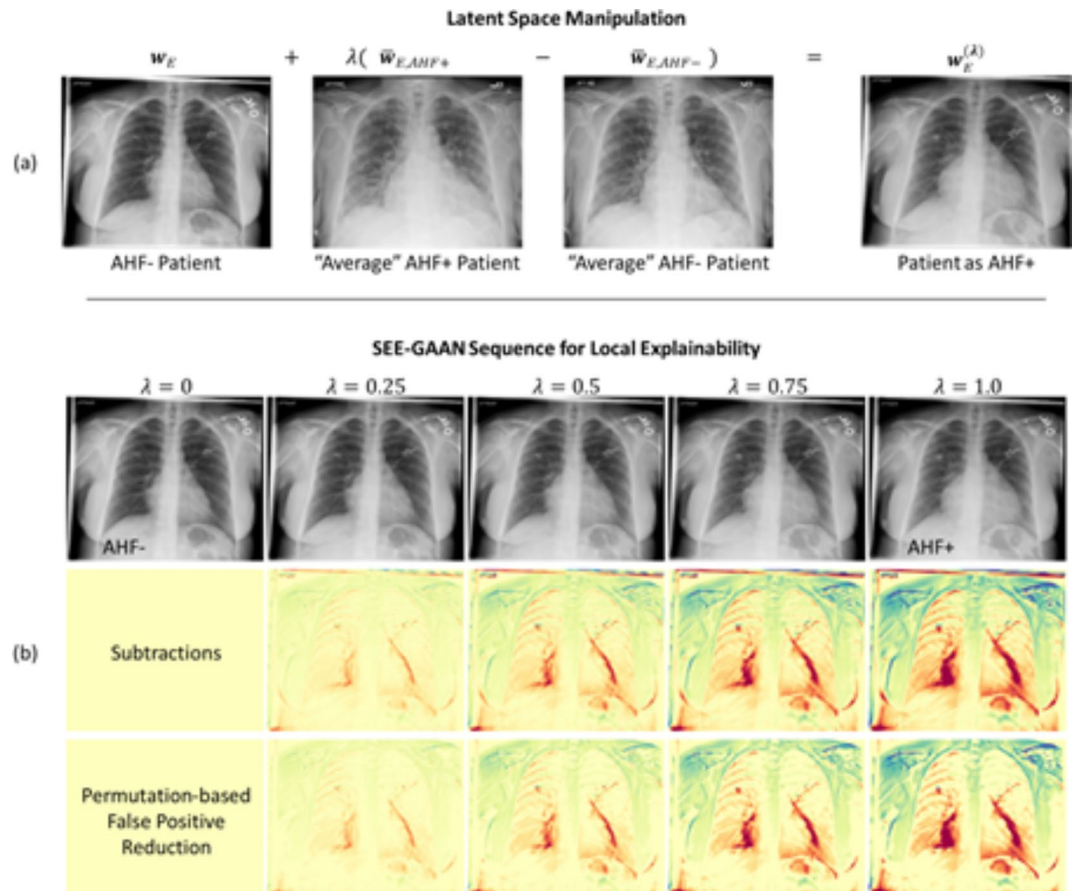 Latent Space Manipulation
w_E + λ( w̄_{E,AHF+} − w̄_{E,AHF−} ) = w_E^{(λ)}
(a)
AHF- Patient "Average" AHF+ Patient "Average" AHF- Patient Patient as AHF+
SEE-GAAN Sequence for Local Explainability
λ = 0 λ = 0.25 λ = 0.5 λ = 0.75 λ = 1.0
AHF- AHF+
(b)
Subtractions
Permutation-based
False Positive
Reduction